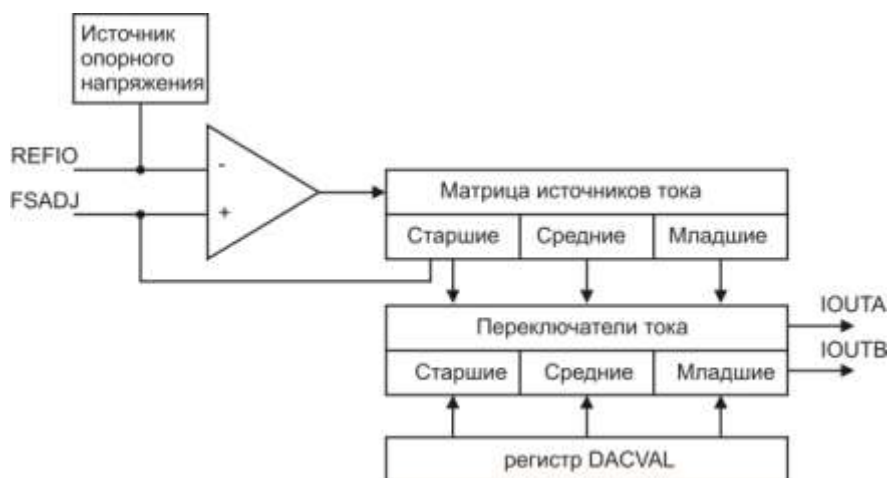 Источник
опорного
напряжения
REFIO
-
FSADJ
+
Матрица источников тока
Старшие Средние Младшие
IOUTA
Переключатели тока
IOUTB
Старшие Средние Младшие
регистр DACVAL